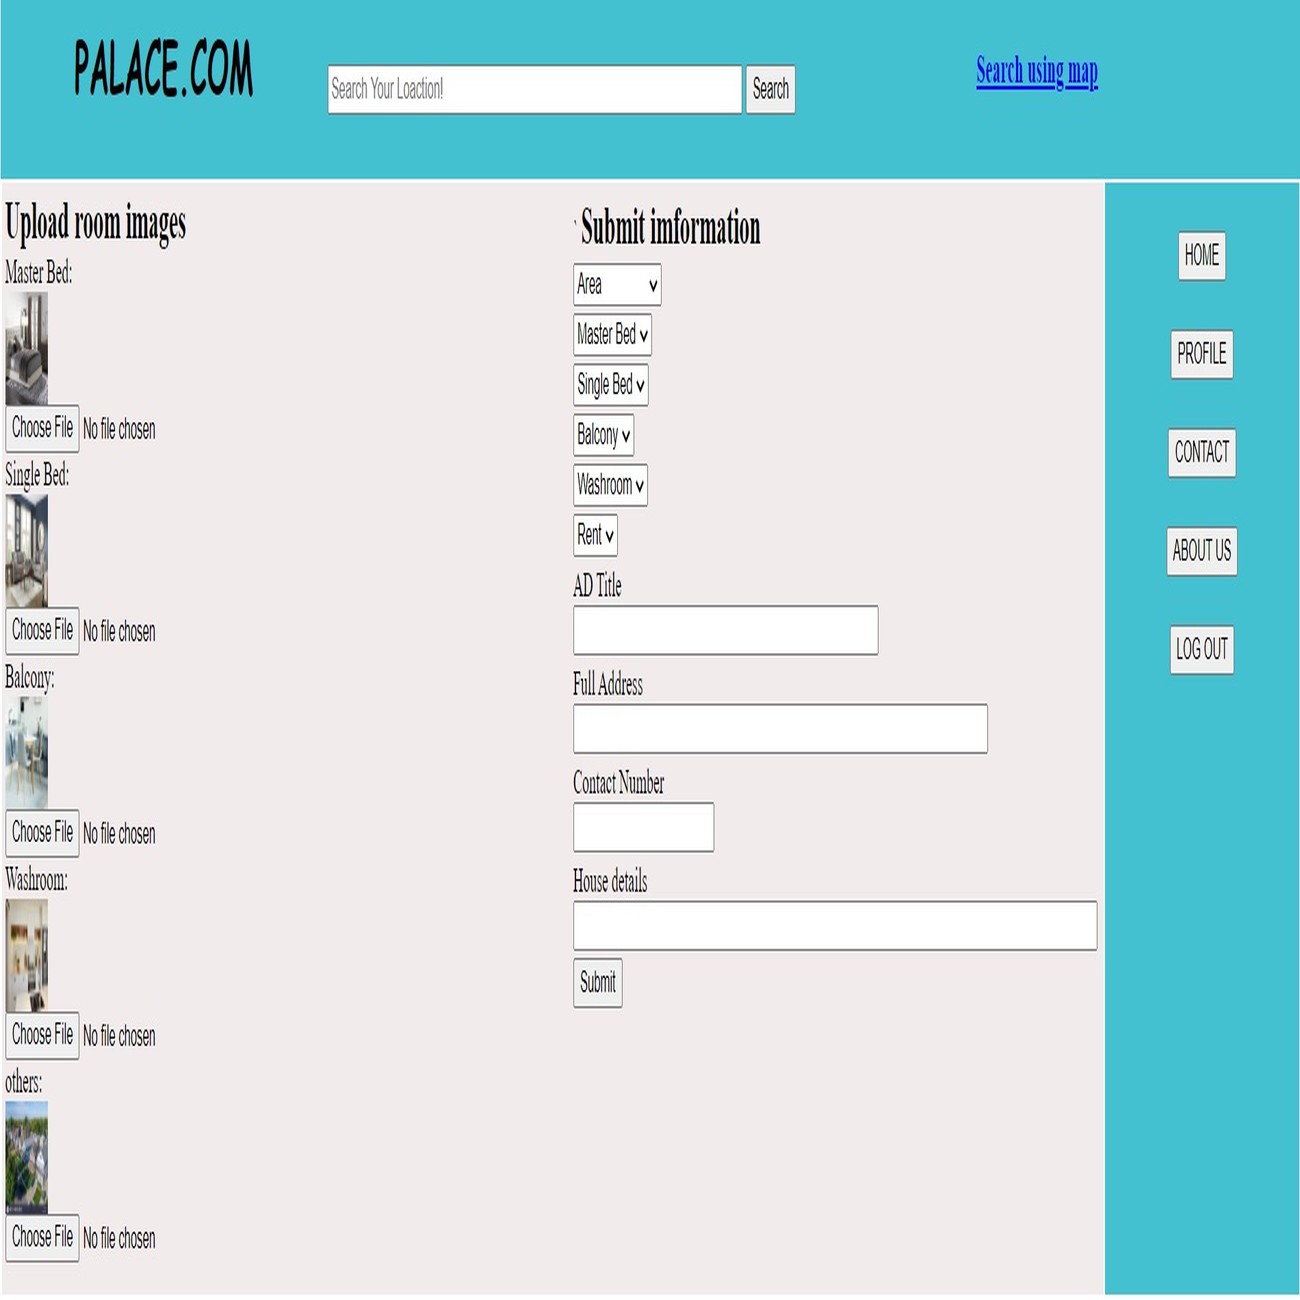 PALACE.COM
Search Your Loaction!
Search
Search using map
Upload room images
Master Bed:
Choose File No file chosen
Single Bed:
Choose File No file chosen
Balcony:
Choose File No file chosen
Washroom:
Choose File No file chosen
others:
Choose File No file chosen
` Submit imformation
Area
Master Bed
Single Bed
Balcony
Washroom
Rent
AD Title
Full Address
Contact Number
House details
Submit
HOME
PROFILE
CONTACT
ABOUT US
LOG OUT